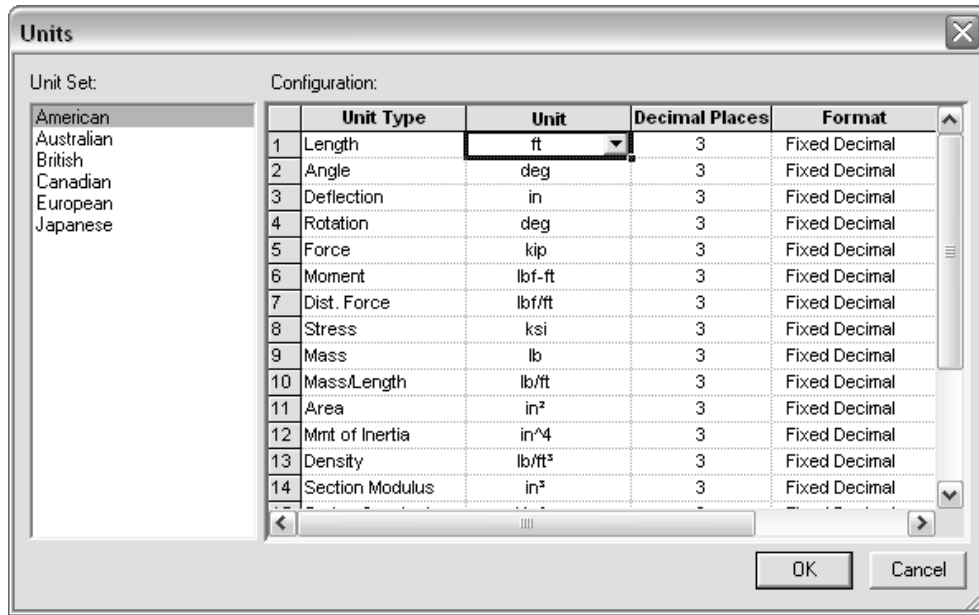 Units
Unit Set:
Configuration:
American
Australian
British
Canadian
European
Japanese
Unit Type Unit Decimal Places Format
1 Length ft 3 Fixed Decimal
2 Angle deg 3 Fixed Decimal
3 Deflection in 3 Fixed Decimal
4 Rotation deg 3 Fixed Decimal
5 Force kip 3 Fixed Decimal
6 Moment lbf-ft 3 Fixed Decimal
7 Dist. Force lbf/ft 3 Fixed Decimal
8 Stress ksi 3 Fixed Decimal
9 Mass lb 3 Fixed Decimal
10 Mass/Length lb/ft 3 Fixed Decimal
11 Area in² 3 Fixed Decimal
12 Mmt of Inertia in^4 3 Fixed Decimal
13 Density lb/ft³ 3 Fixed Decimal
14 Section Modulus in³ 3 Fixed Decimal
OK Cancel